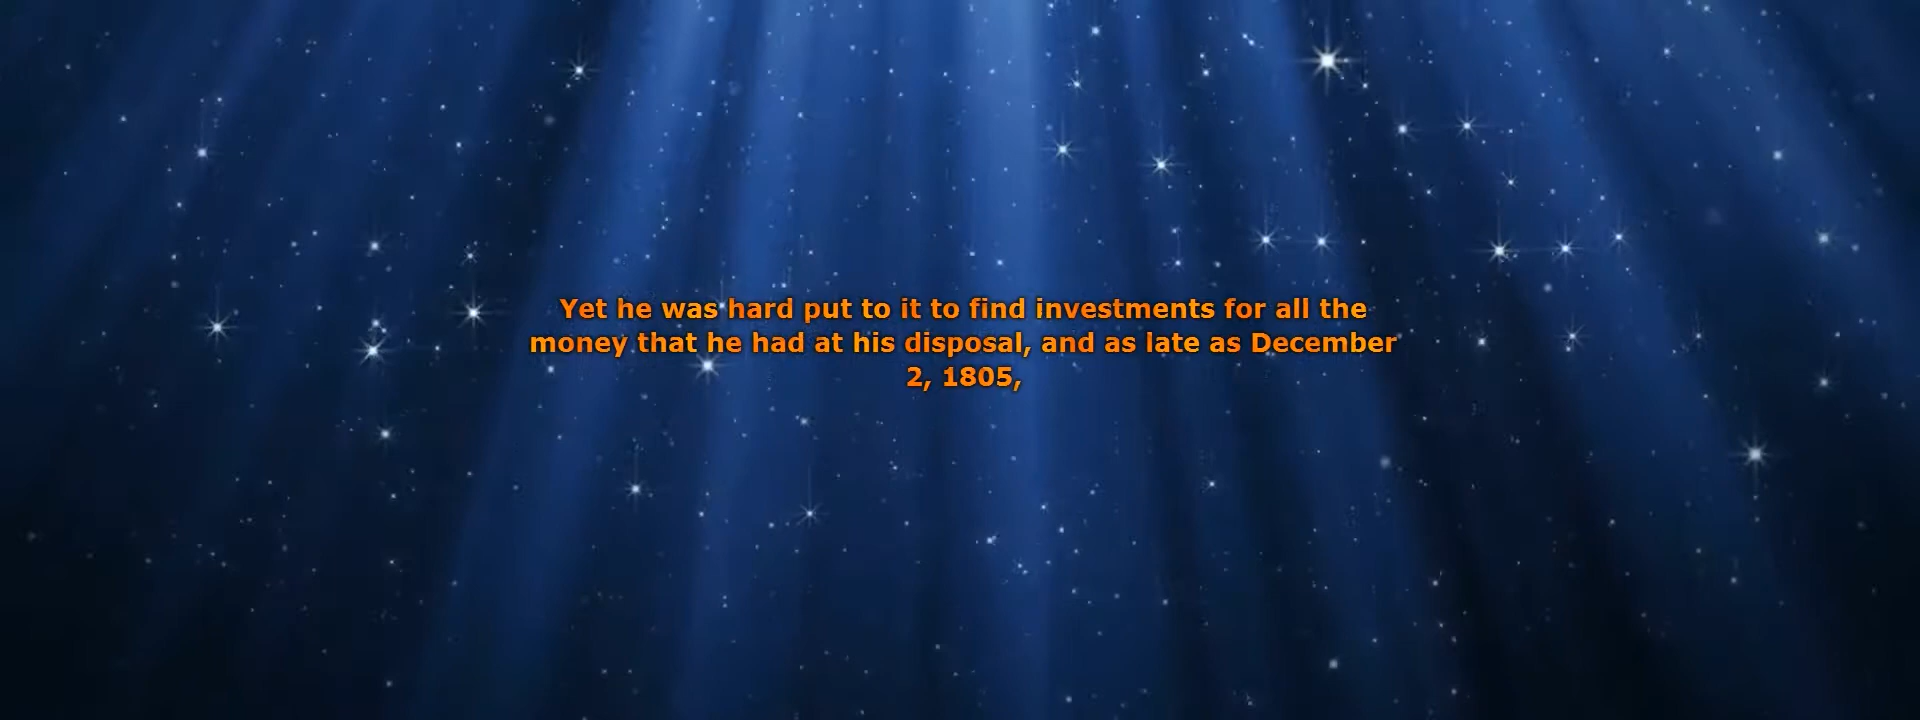 Yet he was hard put to it to find investments for all the
money that he had at his disposal, and as late as December
2, 1805,